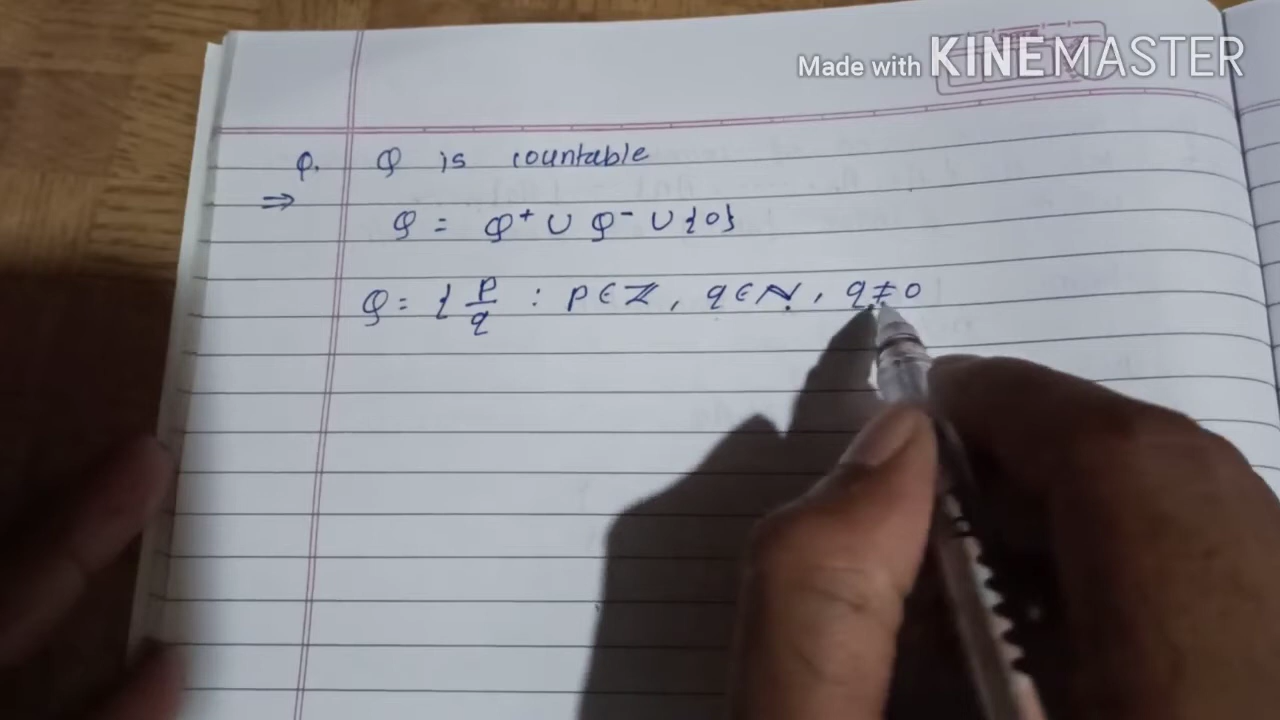 Made with KINEMASTER
Q. Q is countable
⇒
Q = Q⁺ ∪ Q⁻ ∪ {0}
Q = { p/q : p ∈ Z, q ∈ N, q ≠ 0